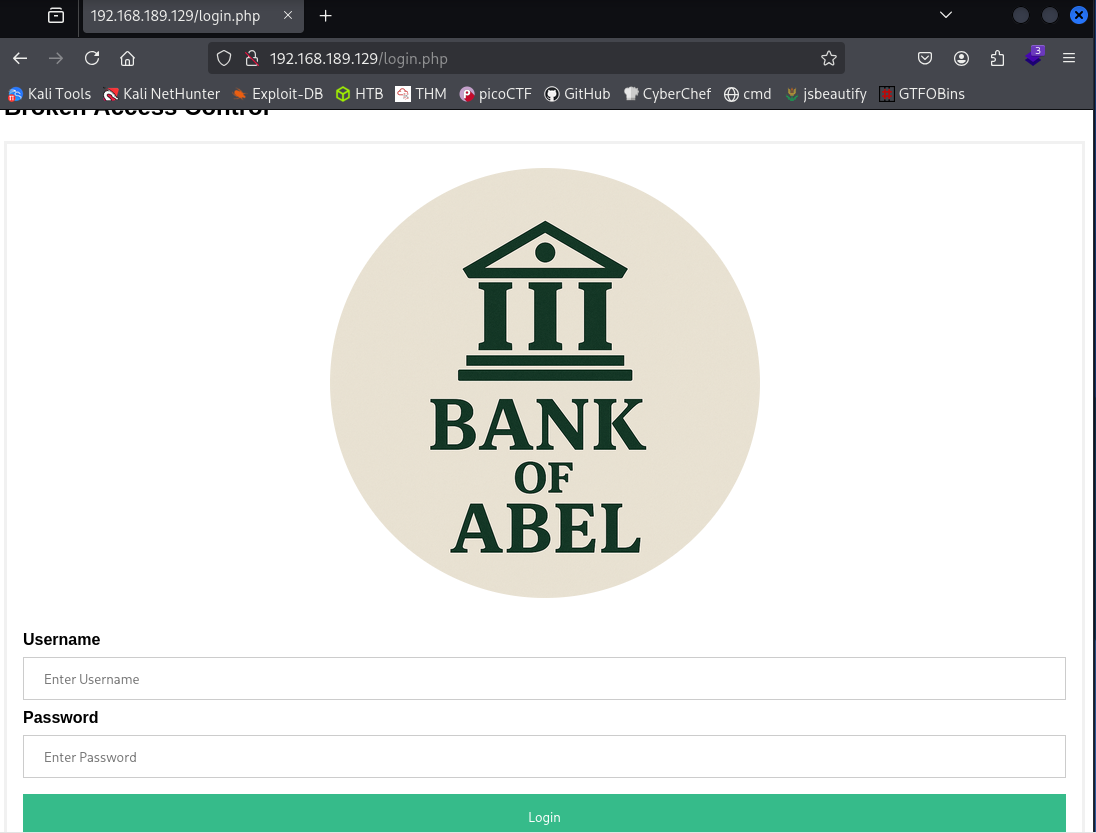 192.168.189.129/login.php
192.168.189.129/login.php
3
Kali Tools Kali NetHunter Exploit-DB HTB THM picoCTF GitHub CyberChef cmd jsbeautify GTFOBins
Broken Access Control
BANK
OF
ABEL
Username
Enter Username
Password
Enter Password
Login